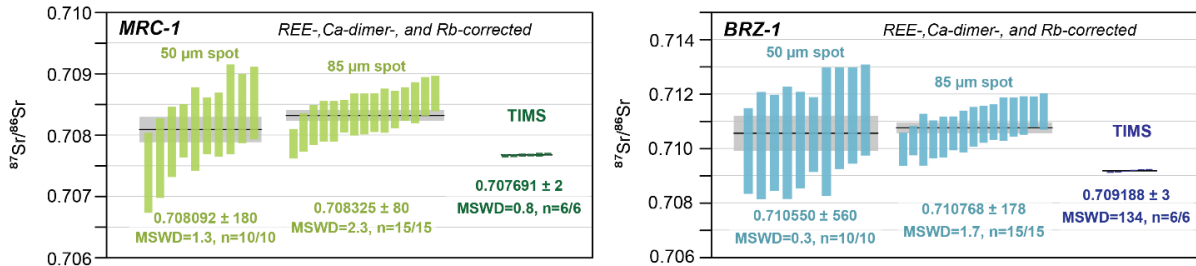 MRC-1
REE-,Ca-dimer-, and Rb-corrected
⁸⁷Sr/⁸⁶Sr
0.710
0.709
0.708
0.707
0.706
50 µm spot
85 µm spot
TIMS
0.708092 ± 180
MSWD=1.3, n=10/10
0.708325 ± 80
MSWD=2.3, n=15/15
0.707691 ± 2
MSWD=0.8, n=6/6
BRZ-1
REE-,Ca-dimer-, and Rb-corrected
⁸⁷Sr/⁸⁶Sr
0.714
0.712
0.710
0.708
0.706
50 µm spot
85 µm spot
TIMS
0.710550 ± 560
MSWD=0.3, n=10/10
0.710768 ± 178
MSWD=1.7, n=15/15
0.709188 ± 3
MSWD=134, n=6/6